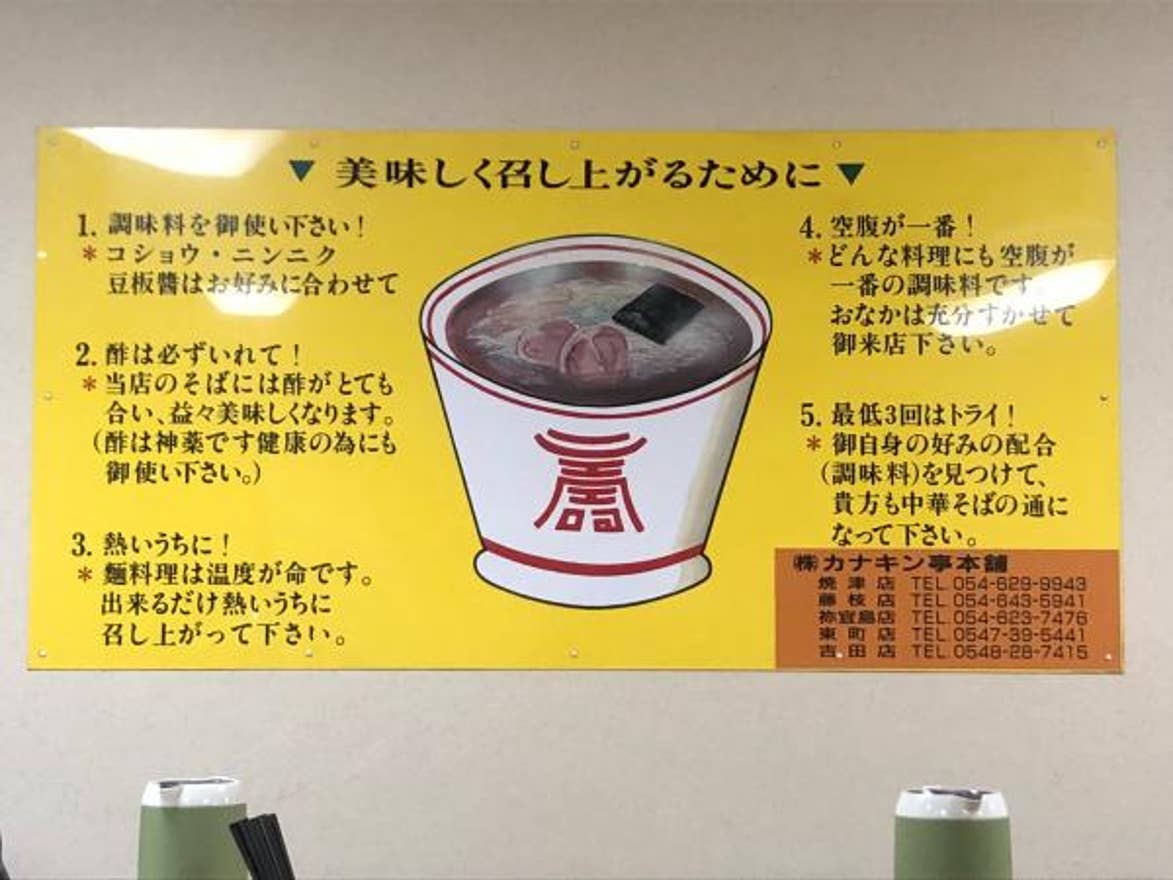 ▼ 美味しく召し上がるために ▼
1. 調味料を御使い下さい！
＊コショウ・ニンニク
豆板醬はお好みに合わせて
2. 酢は必ずいれて！
＊当店のそばには酢がとても
合い、益々美味しくなります。
（酢は神薬です健康の為にも
御使い下さい。）
3. 熱いうちに！
＊麵料理は温度が命です。
出来るだけ熱いうちに
召し上がって下さい。
4. 空腹が一番！
＊どんな料理にも空腹が
一番の調味料です。
おなかは充分すかせて
御来店下さい。
5. 最低3回はトライ！
＊御自身の好みの配合
（調味料）を見つけて、
貴方も中華そばの通に
なって下さい。
㈱カナキン亭本舗
焼津店 TEL 054-629-9943
藤枝店 TEL 054-643-5941
祢宜島店 TEL 054-623-7476
東町店 TEL 0547-39-5441
吉田店 TEL 0548-28-7415